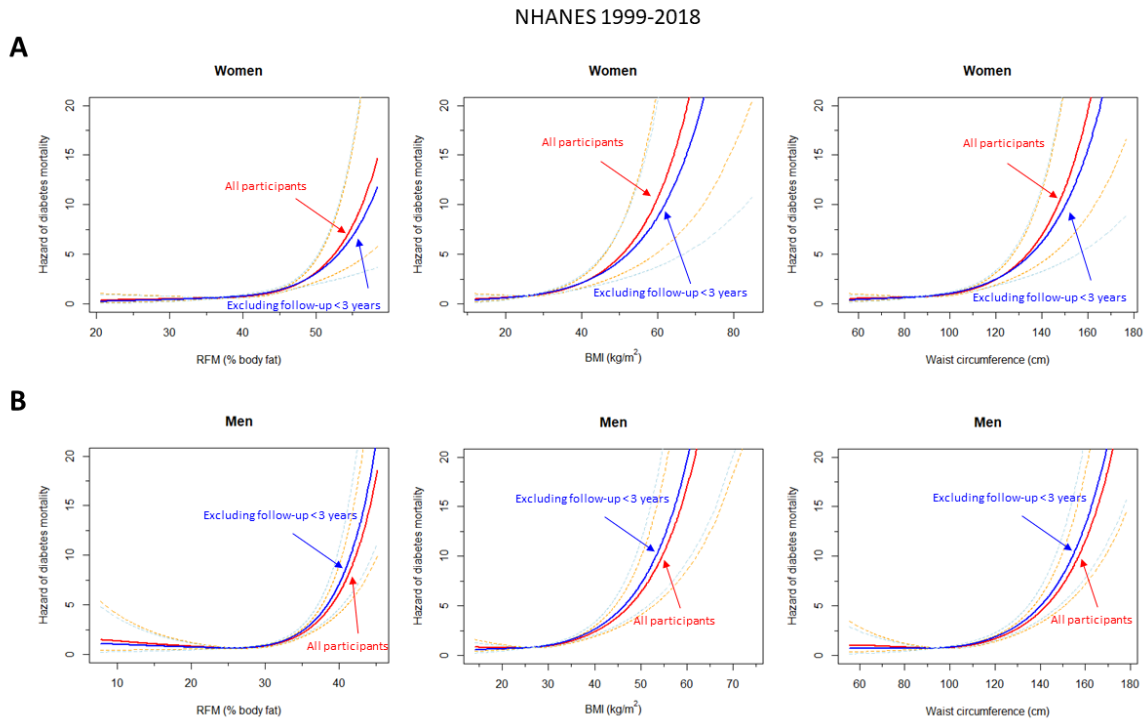 NHANES 1999-2018
A
Women
Hazard of diabetes mortality
20
15
10
5
0
All participants
Excluding follow-up <3 years
20 30 40 50
RFM (% body fat)
Women
Hazard of diabetes mortality
20
15
10
5
0
All participants
Excluding follow-up <3 years
20 40 60 80
BMI (kg/m²)
Women
Hazard of diabetes mortality
20
15
10
5
0
All participants
Excluding follow-up <3 years
60 80 100 120 140 160 180
Waist circumference (cm)
B
Men
Hazard of diabetes mortality
20
15
10
5
0
Excluding follow-up <3 years
All participants
10 20 30 40
RFM (% body fat)
Men
Hazard of diabetes mortality
20
15
10
5
0
Excluding follow-up <3 years
All participants
20 30 40 50 60 70
BMI (kg/m²)
Men
Hazard of diabetes mortality
20
15
10
5
0
Excluding follow-up <3 years
All participants
60 80 100 120 140 160 180
Waist circumference (cm)